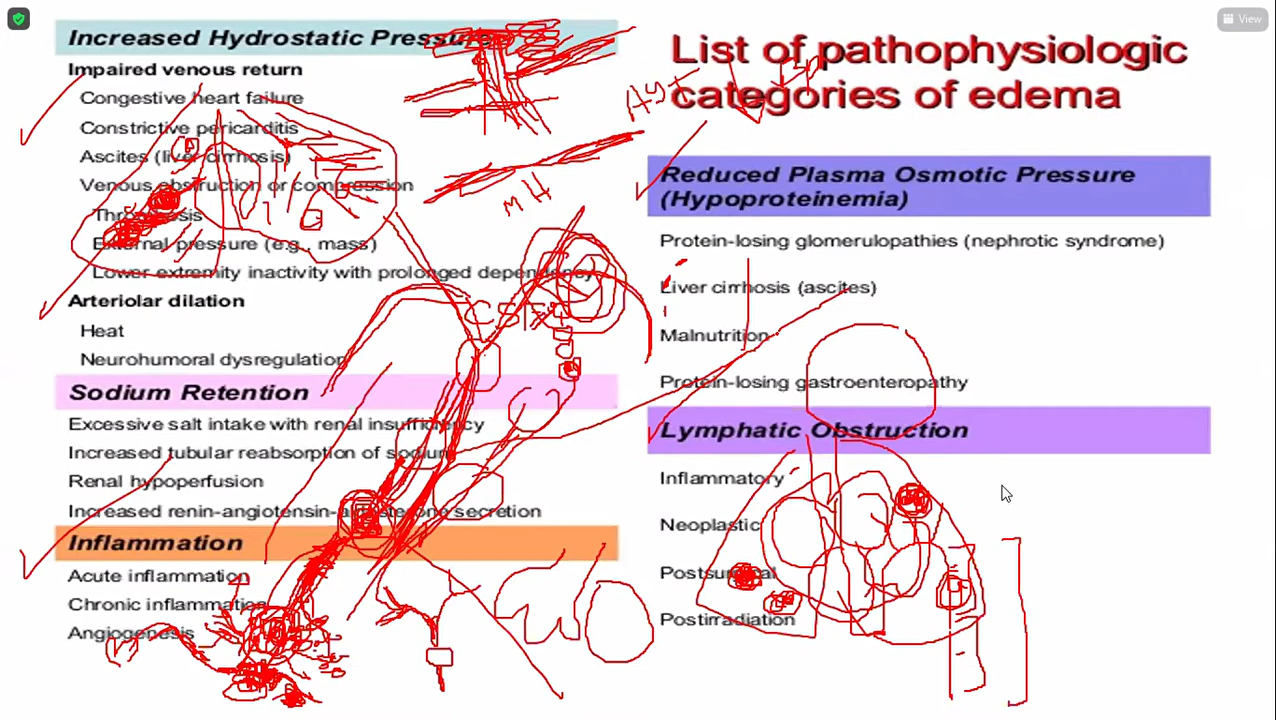 View
Increased Hydrostatic Pressure
Impaired venous return
Congestive heart failure
Constrictive pericarditis
Ascites (liver cirrhosis)
Venous obstruction or compression
Thrombosis
External pressure (e.g., mass)
Lower extremity inactivity with prolonged dependency
Arteriolar dilation
Heat
Neurohumoral dysregulation
Sodium Retention
Excessive salt intake with renal insufficiency
Increased tubular reabsorption of sodium
Renal hypoperfusion
Increased renin-angiotensin-aldosterone secretion
Inflammation
Acute inflammation
Chronic inflammation
Angiogenesis
List of pathophysiologic
categories of edema
Reduced Plasma Osmotic Pressure
(Hypoproteinemia)
Protein-losing glomerulopathies (nephrotic syndrome)
Liver cirrhosis (ascites)
Malnutrition
Protein-losing gastroenteropathy
Lymphatic Obstruction
Inflammatory
Neoplastic
Postsurgical
Postirradiation